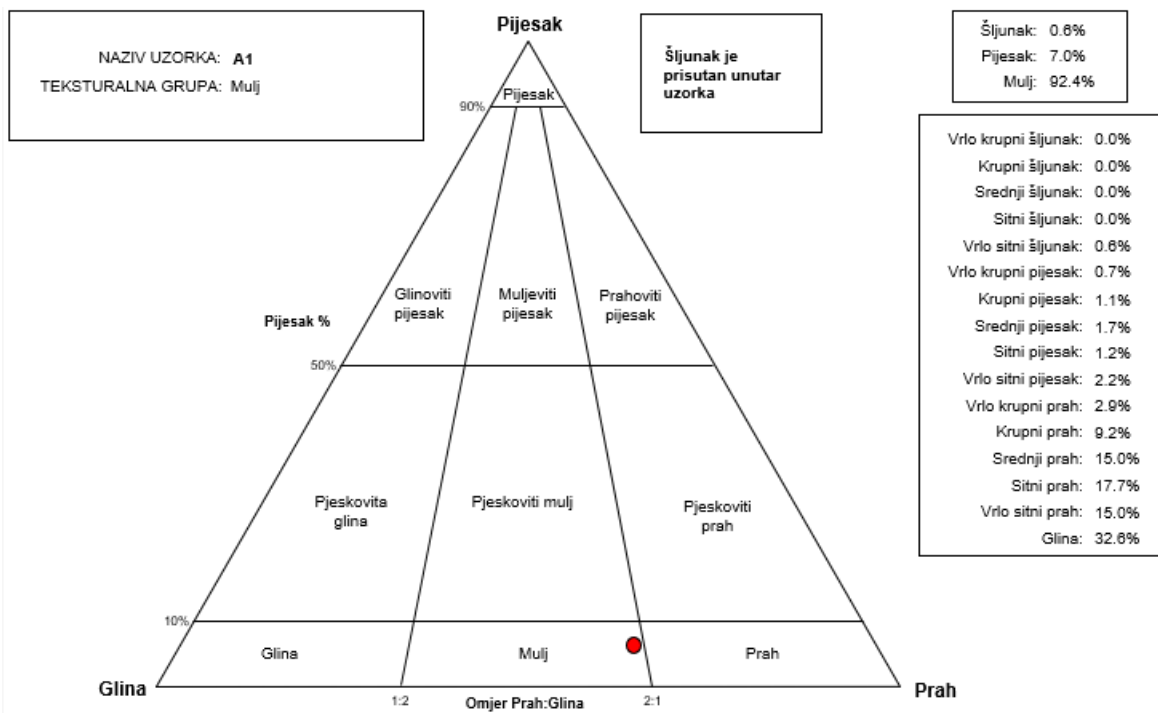 NAZIV UZORKA: A1
TEKSTURALNA GRUPA: Mulj
Pijesak
Šljunak je
prisutan unutar
uzorka
Šljunak: 0.6%
Pijesak: 7.0%
Mulj: 92.4%
Pijesak
90%
Glinoviti
pijesak
Muljeviti
pijesak
Prahoviti
pijesak
Pijesak %
50%
Pjeskovita
glina
Pjeskoviti mulj
Pjeskoviti
prah
10%
Glina
Mulj
Prah
Glina
1:2
Omjer Prah:Glina
2:1
Prah
Vrlo krupni šljunak: 0.0%
Krupni šljunak: 0.0%
Srednji šljunak: 0.0%
Sitni šljunak: 0.0%
Vrlo sitni šljunak: 0.6%
Vrlo krupni pijesak: 0.7%
Krupni pijesak: 1.1%
Srednji pijesak: 1.7%
Sitni pijesak: 1.2%
Vrlo sitni pijesak: 2.2%
Vrlo krupni prah: 2.9%
Krupni prah: 9.2%
Srednji prah: 15.0%
Sitni prah: 17.7%
Vrlo sitni prah: 15.0%
Glina: 32.6%